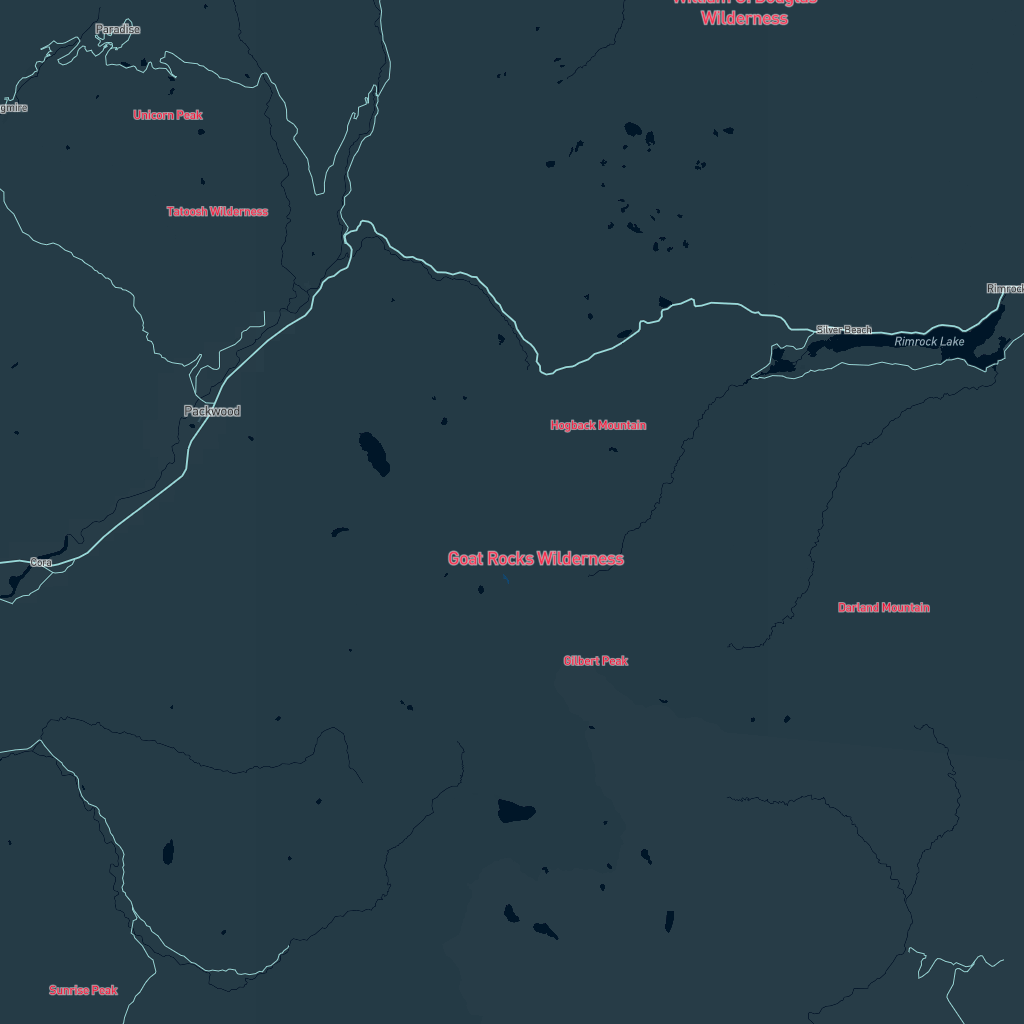 Wilderness
Paradise
gmire
Unicorn Peak
Tatoosh Wilderness
Rimrock
Silver Beach
Rimrock Lake
Packwood
Hogback Mountain
Goat Rocks Wilderness
Cora
Darland Mountain
Gilbert Peak
Sunrise Peak